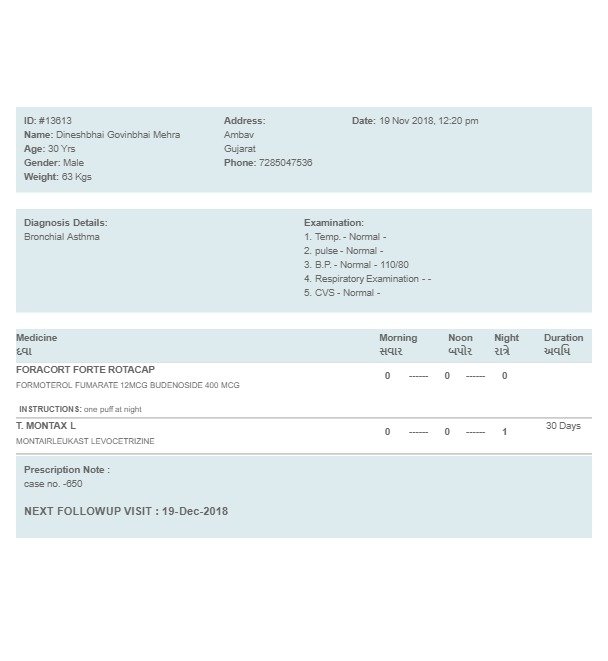 ID: #13613 Address: Date: 19 Nov 2018, 12:20 pm
Name: Dineshbhai Govinbhai Mehra Ambav
Age: 30 Yrs Gujarat
Gender: Male Phone: 7285047536
Weight: 63 Kgs
Diagnosis Details: Examination:
Bronchial Asthma 1. Temp. - Normal -
2. pulse - Normal -
3. B.P. - Normal - 110/80
4. Respiratory Examination - -
5. CVS - Normal -
Medicine Morning Noon Night Duration
દવા સવાર બપોર રાત્રે અવધિ
FORACORT FORTE ROTACAP 0 ------ 0 ------ 0
FORMOTEROL FUMARATE 12MCG BUDENOSIDE 400 MCG
INSTRUCTIONS: one puff at night
T. MONTAX L 0 ------ 0 ------ 1 30 Days
MONTAIRLEUKAST LEVOCETRIZINE
Prescription Note :
case no. -650
NEXT FOLLOWUP VISIT : 19-Dec-2018